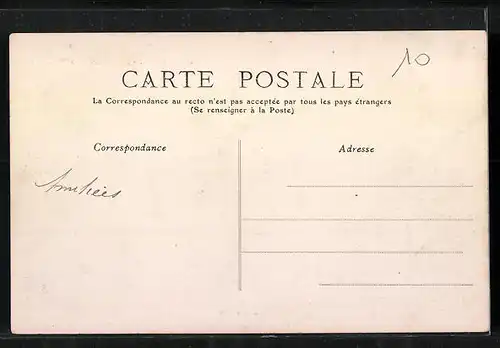 10
CARTE POSTALE
La Correspondance au recto n'est pas acceptée par tous les pays étrangers
(Se renseigner à la Poste)
Correspondance
Adresse